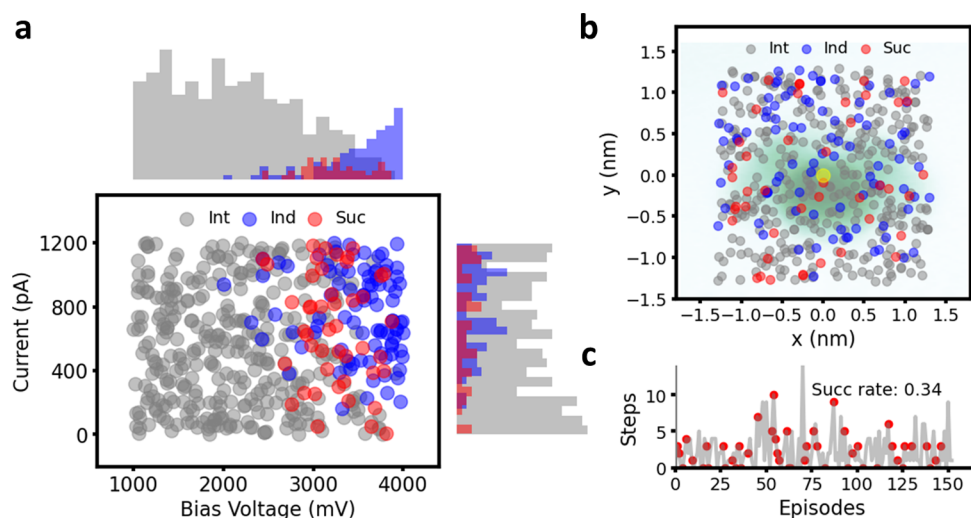 a
Int Ind Suc
1200
800
400
0
Current (pA)
1000 2000 3000 4000
Bias Voltage (mV)
b
Int Ind Suc
1.5
1.0
0.5
0.0
−0.5
−1.0
−1.5
y (nm)
−1.5 −1.0 −0.5 0.0 0.5 1.0 1.5
x (nm)
c
Succ rate: 0.34
10
5
0
Steps
0 25 50 75 100 125 150
Episodes